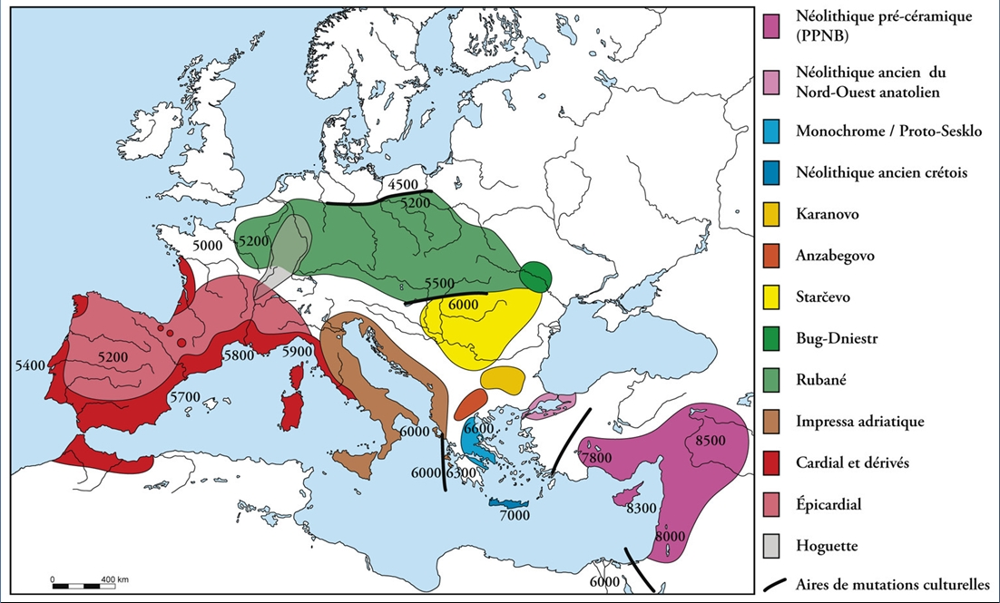 Néolithique pré-céramique
(PPNB)
Néolithique ancien du
Nord-Ouest anatolien
Monochrome / Proto-Sesklo
Néolithique ancien crétois
Karanovo
Anzabegovo
Starčevo
Bug-Dniestr
Rubané
Impressa adriatique
Cardial et dérivés
Épicardial
Hoguette
Aires de mutations culturelles
4500
5200
5000
5200
5500
6000
5200
5400
5800
5900
5700
6000
6600
6000
6300
7000
7800
8500
8300
8000
6000
0 400 km